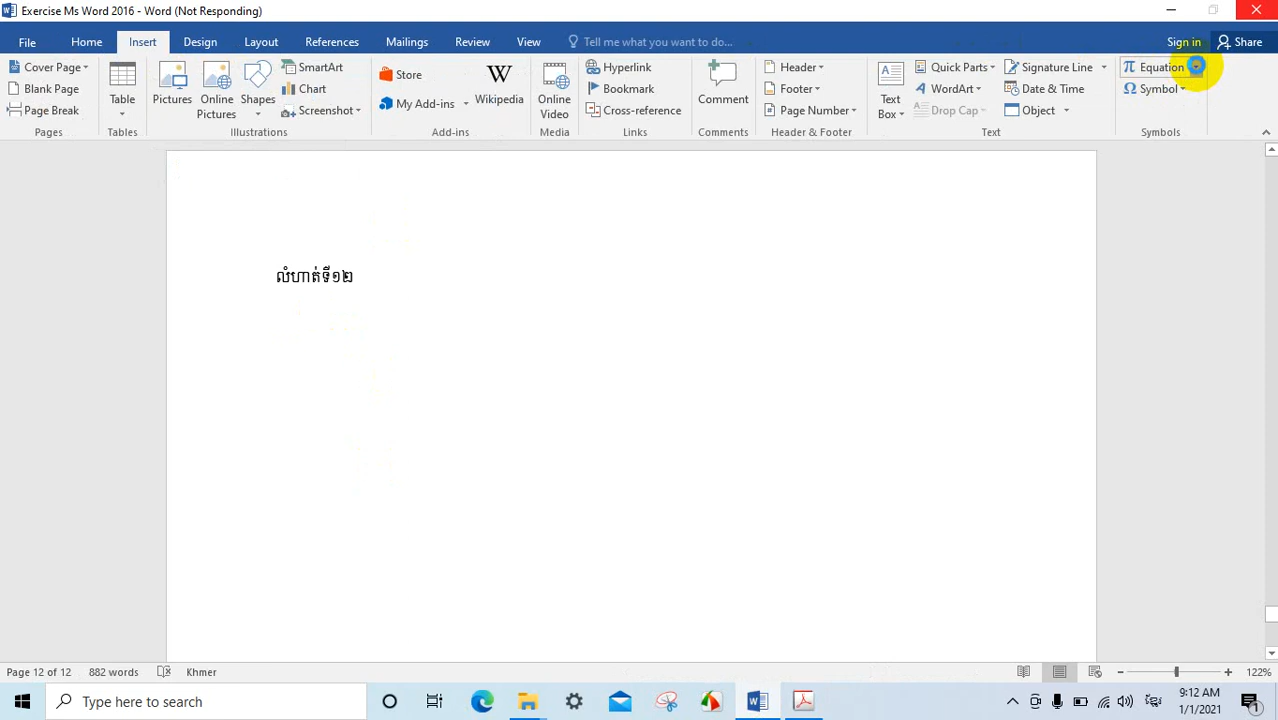 Exercise Ms Word 2016 - Word (Not Responding)
File Home Insert Design Layout References Mailings Review View Tell me what you want to do... Sign in Share
Cover Page
Blank Page
Page Break
Pages
Table
Tables
Pictures
Online Pictures
Shapes
SmartArt
Chart
Screenshot
Illustrations
Store
My Add-ins
Wikipedia
Add-ins
Online Video
Media
Hyperlink
Bookmark
Cross-reference
Links
Comment
Comments
Header
Footer
Page Number
Header & Footer
Text Box
Quick Parts
WordArt
Drop Cap
Signature Line
Date & Time
Object
Text
Equation
Symbol
Symbols
លំហាត់ទី១២
Page 12 of 12 882 words Khmer 122%
Type here to search
9:12 AM
1/1/2021
1